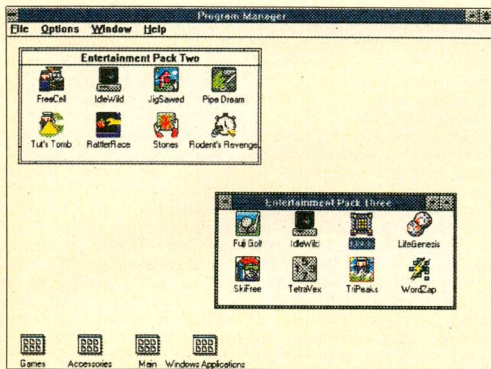 Program Manager
File Options Window Help
Entertainment Pack Two
FreeCell IdleWild JigSawed Pipe Dream
Tut's Tomb RattlerRace Stones Rodent's Revenge
Entertainment Pack Three
Fuji Golf IdleWild LifeGenesis
SkiFree TetraVex TriPeaks WordZap
Games Accessories Main Windows Applications